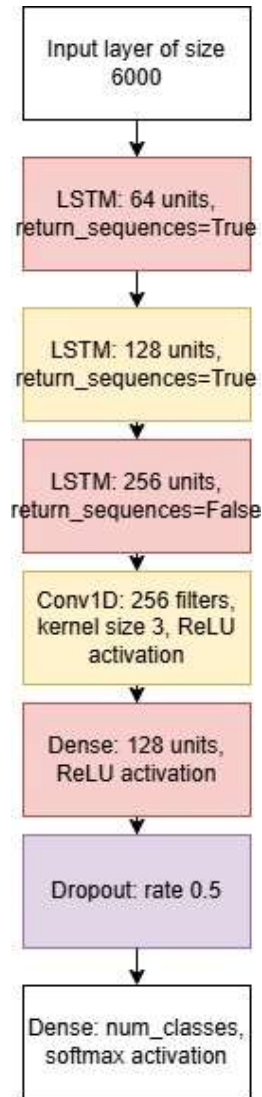 Input layer of size
6000
LSTM: 64 units,
return_sequences=True
LSTM: 128 units,
return_sequences=True
LSTM: 256 units,
return_sequences=False
Conv1D: 256 filters,
kernel size 3, ReLU
activation
Dense: 128 units,
ReLU activation
Dropout: rate 0.5
Dense: num_classes,
softmax activation